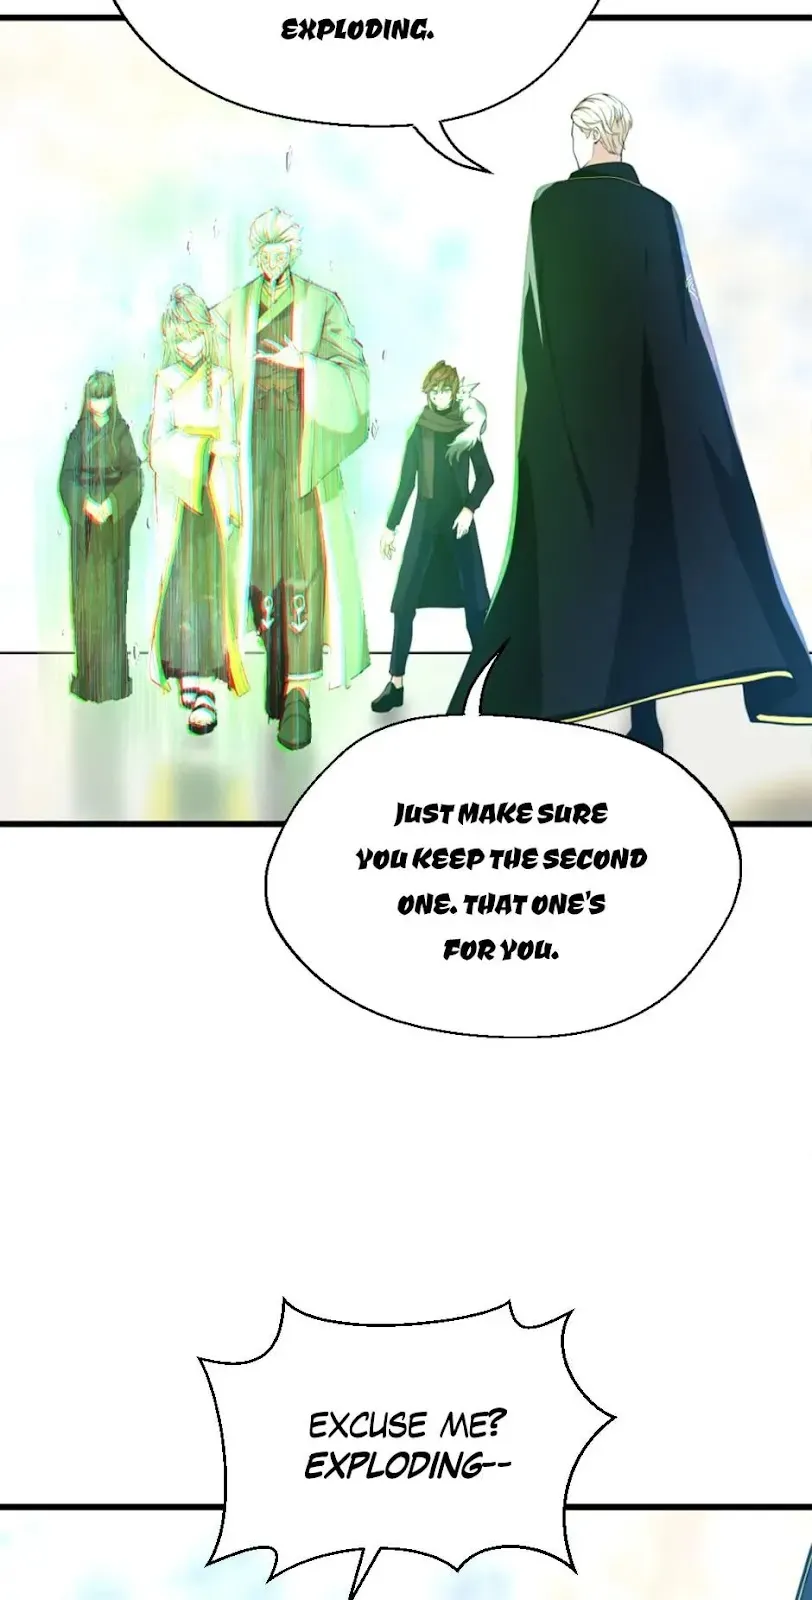 EXPLODING.
JUST MAKE SURE
YOU KEEP THE SECOND
ONE. THAT ONE'S
FOR YOU.
EXCUSE ME?
EXPLODING--